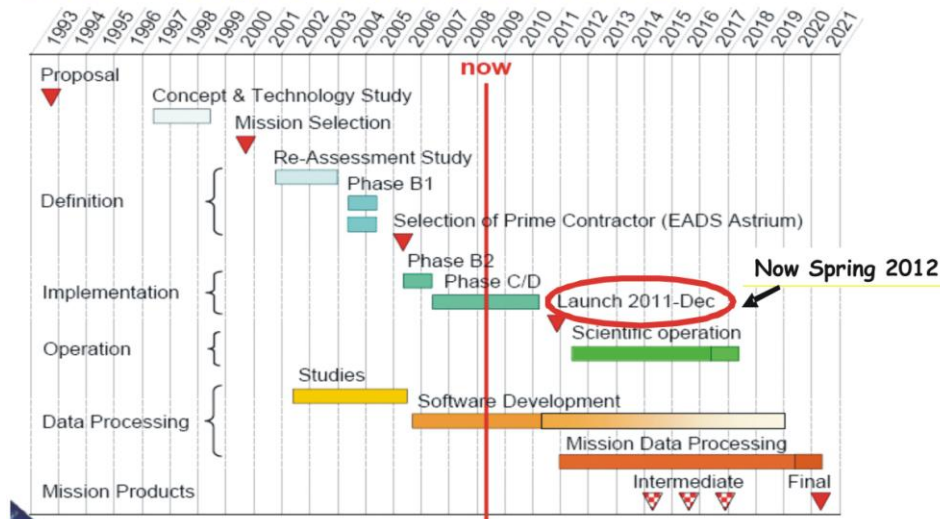 1993 1994 1995 1996 1997 1998 1999 2000 2001 2002 2003 2004 2005 2006 2007 2008 2009 2010 2011 2012 2013 2014 2015 2016 2017 2018 2019 2020 2021
now
Proposal
Concept & Technology Study
Mission Selection
Re-Assessment Study
Phase B1
Definition
Selection of Prime Contractor (EADS Astrium)
Phase B2
Now Spring 2012
Phase C/D
Implementation
Launch 2011-Dec
Scientific operation
Operation
Studies
Software Development
Data Processing
Mission Data Processing
Intermediate
Final
Mission Products